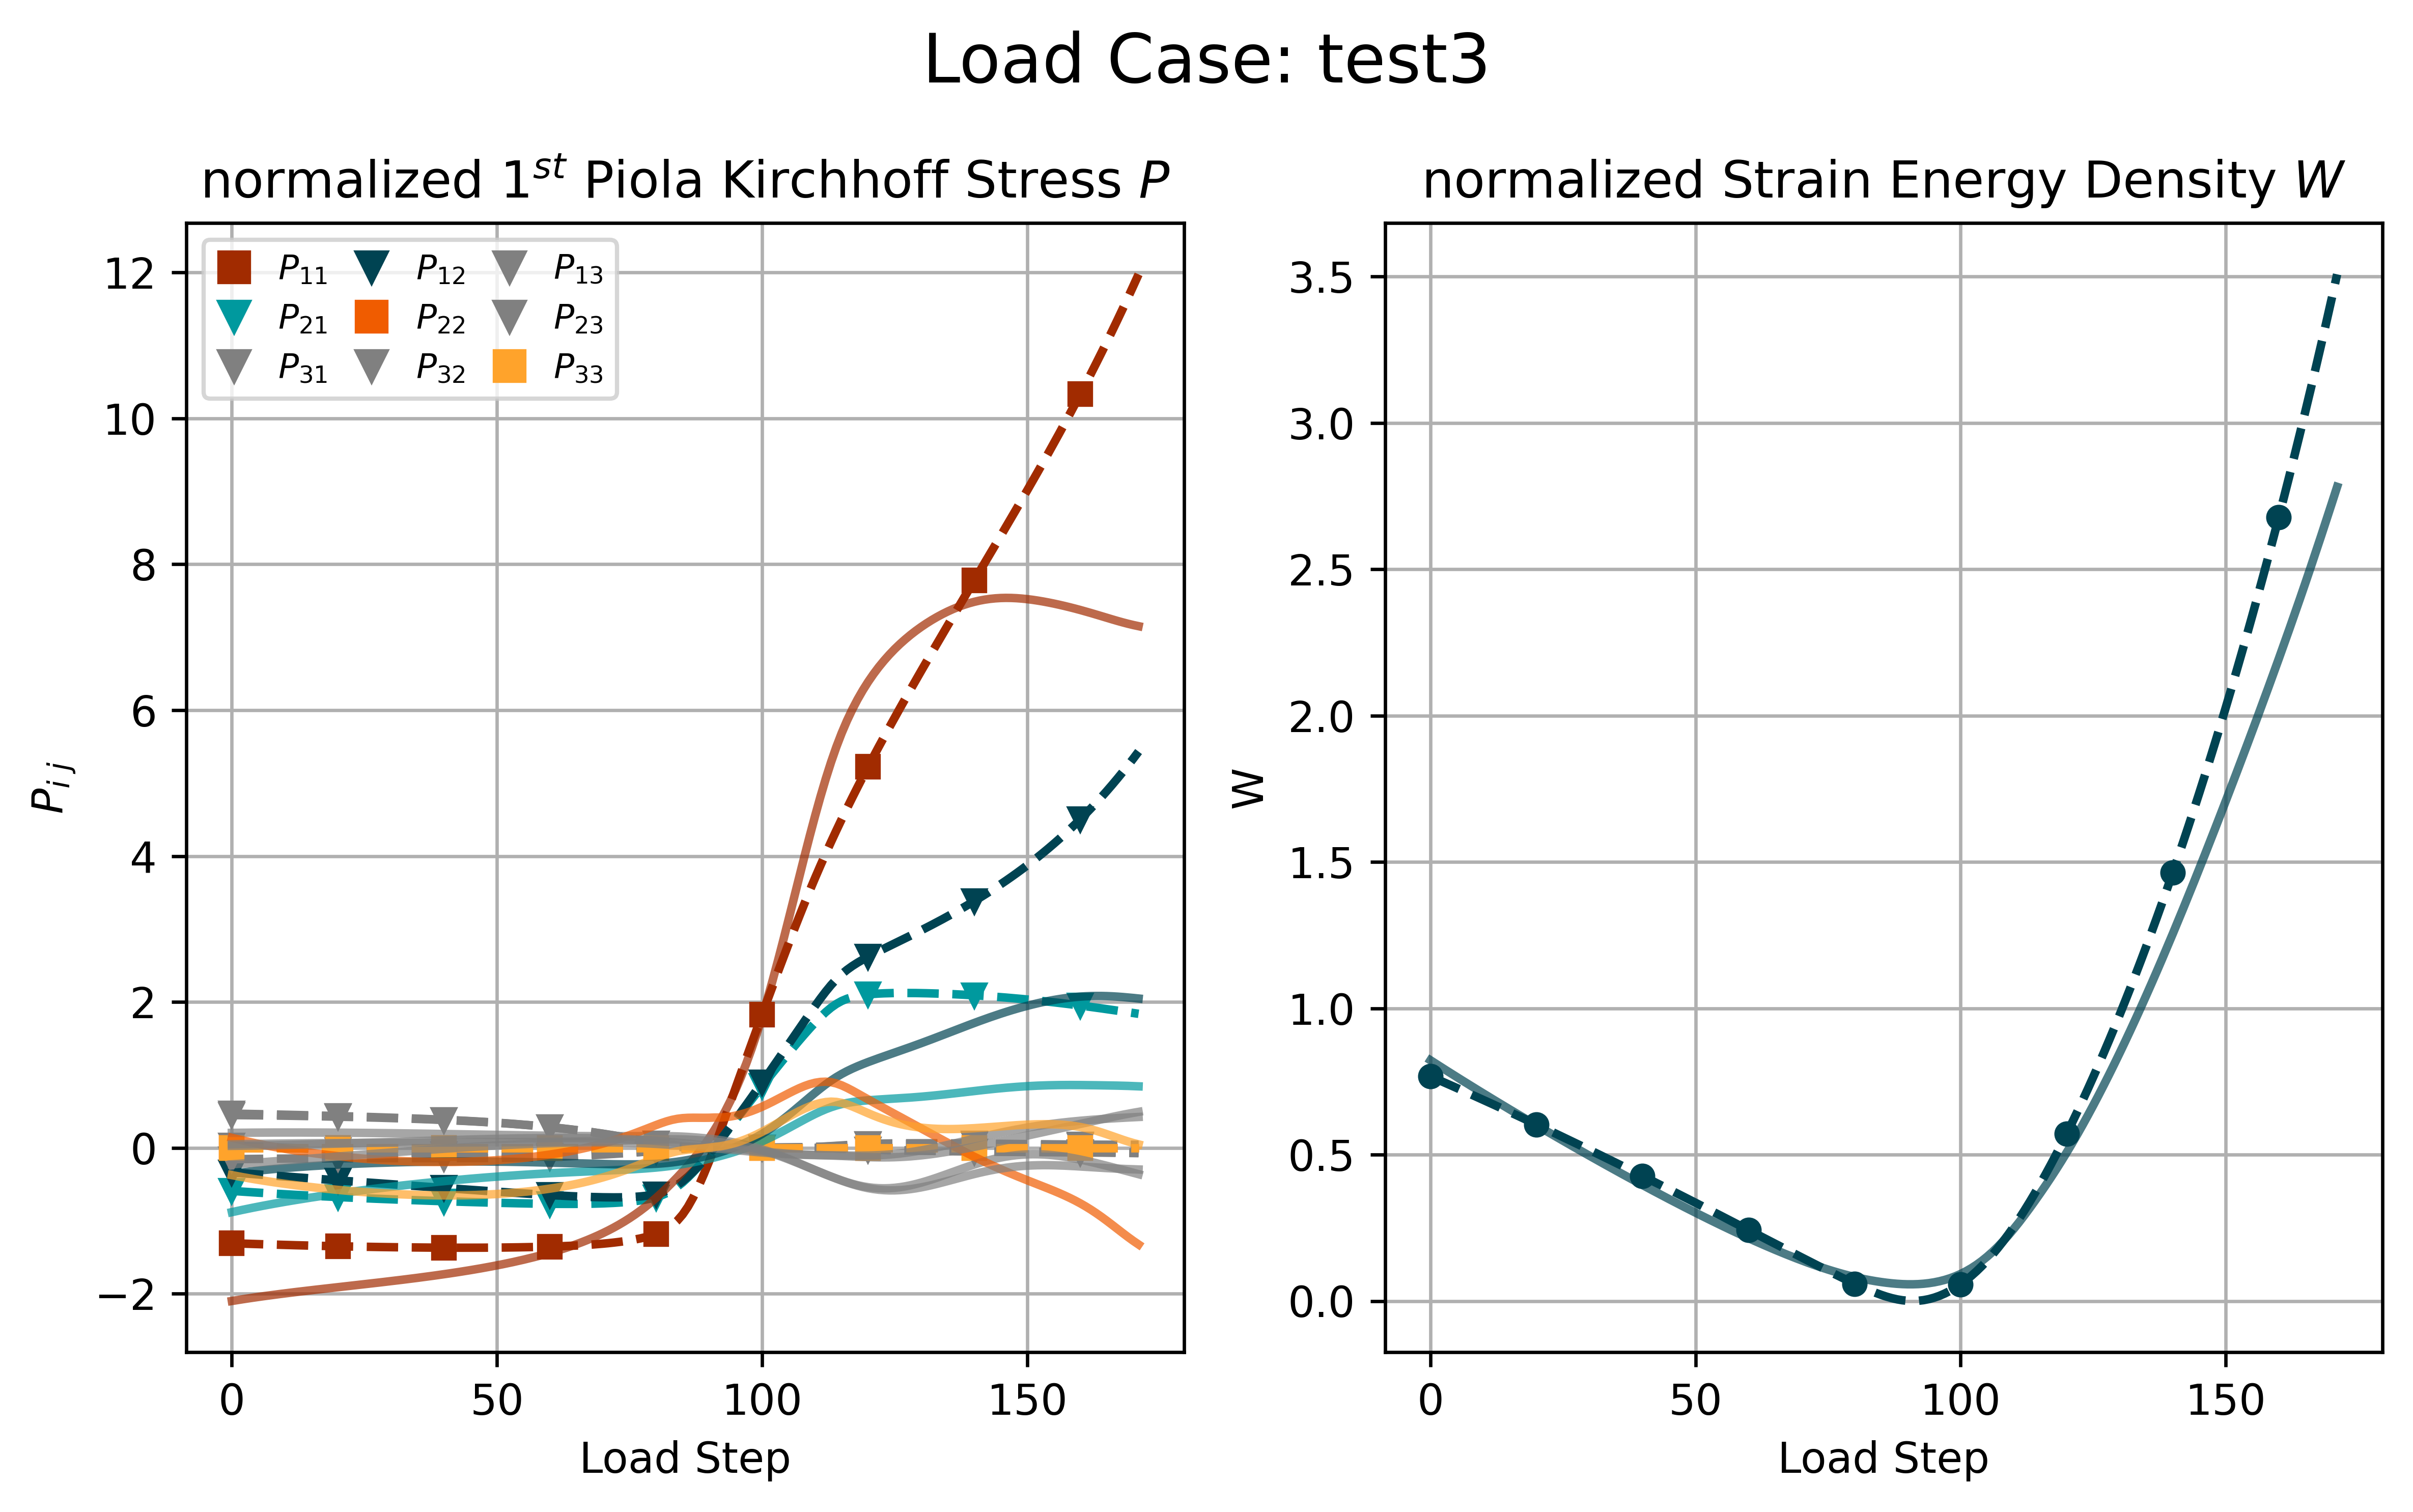 Load Case: test3
normalized 1st Piola Kirchhoff Stress P
P11 P12 P13
P21 P22 P23
P31 P32 P33
12
10
8
6
4
2
0
−2
Pi j
0 50 100 150
Load Step
normalized Strain Energy Density W
3.5
3.0
2.5
2.0
1.5
1.0
0.5
0.0
W
0 50 100 150
Load Step